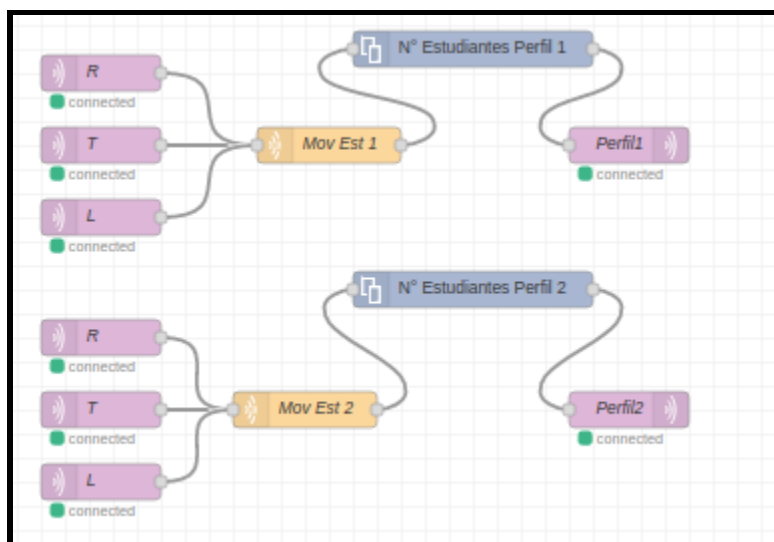 N° Estudiantes Perfil 1
R
connected
T
Mov Est 1
Perfil1
connected
connected
L
connected
N° Estudiantes Perfil 2
R
connected
T
Mov Est 2
Perfil2
connected
connected
L
connected